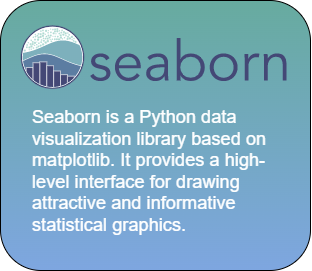 seaborn
Seaborn is a Python data
visualization library based on
matplotlib. It provides a high-
level interface for drawing
attractive and informative
statistical graphics.